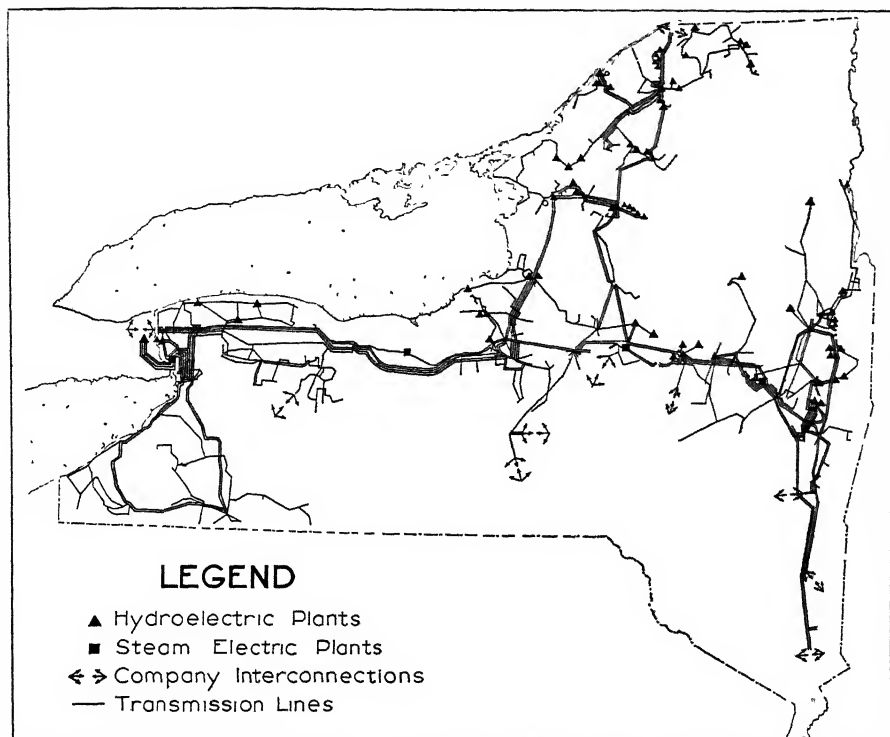 LEGEND
Hydroelectric Plants
Steam Electric Plants
Company Interconnections
Transmission Lines